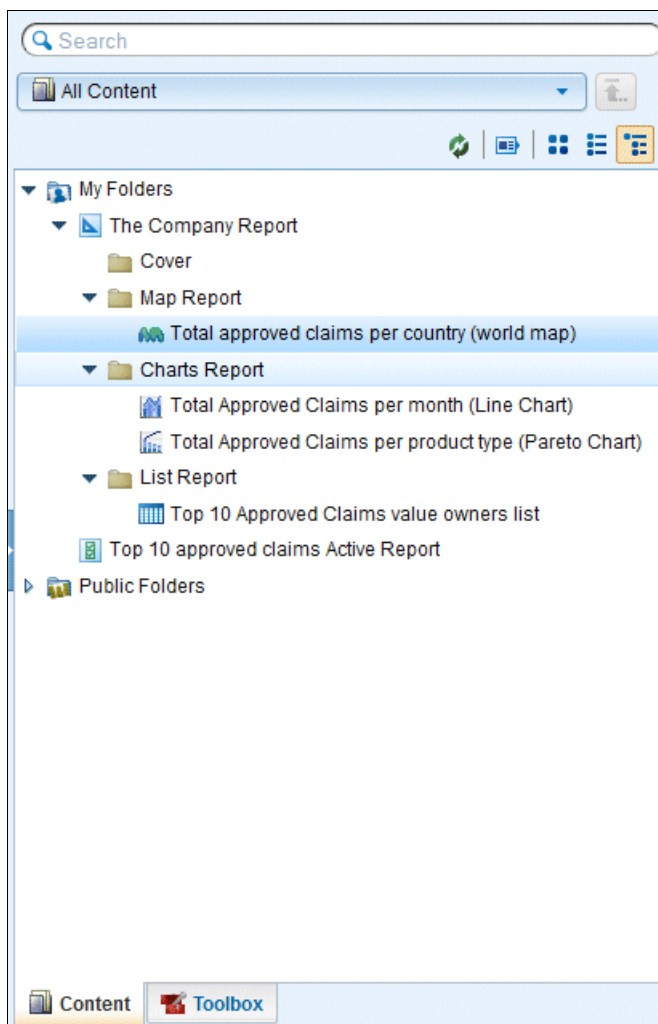 Search
All Content
My Folders
The Company Report
Cover
Map Report
Total approved claims per country (world map)
Charts Report
Total Approved Claims per month (Line Chart)
Total Approved Claims per product type (Pareto Chart)
List Report
Top 10 Approved Claims value owners list
Top 10 approved claims Active Report
Public Folders
Content Toolbox